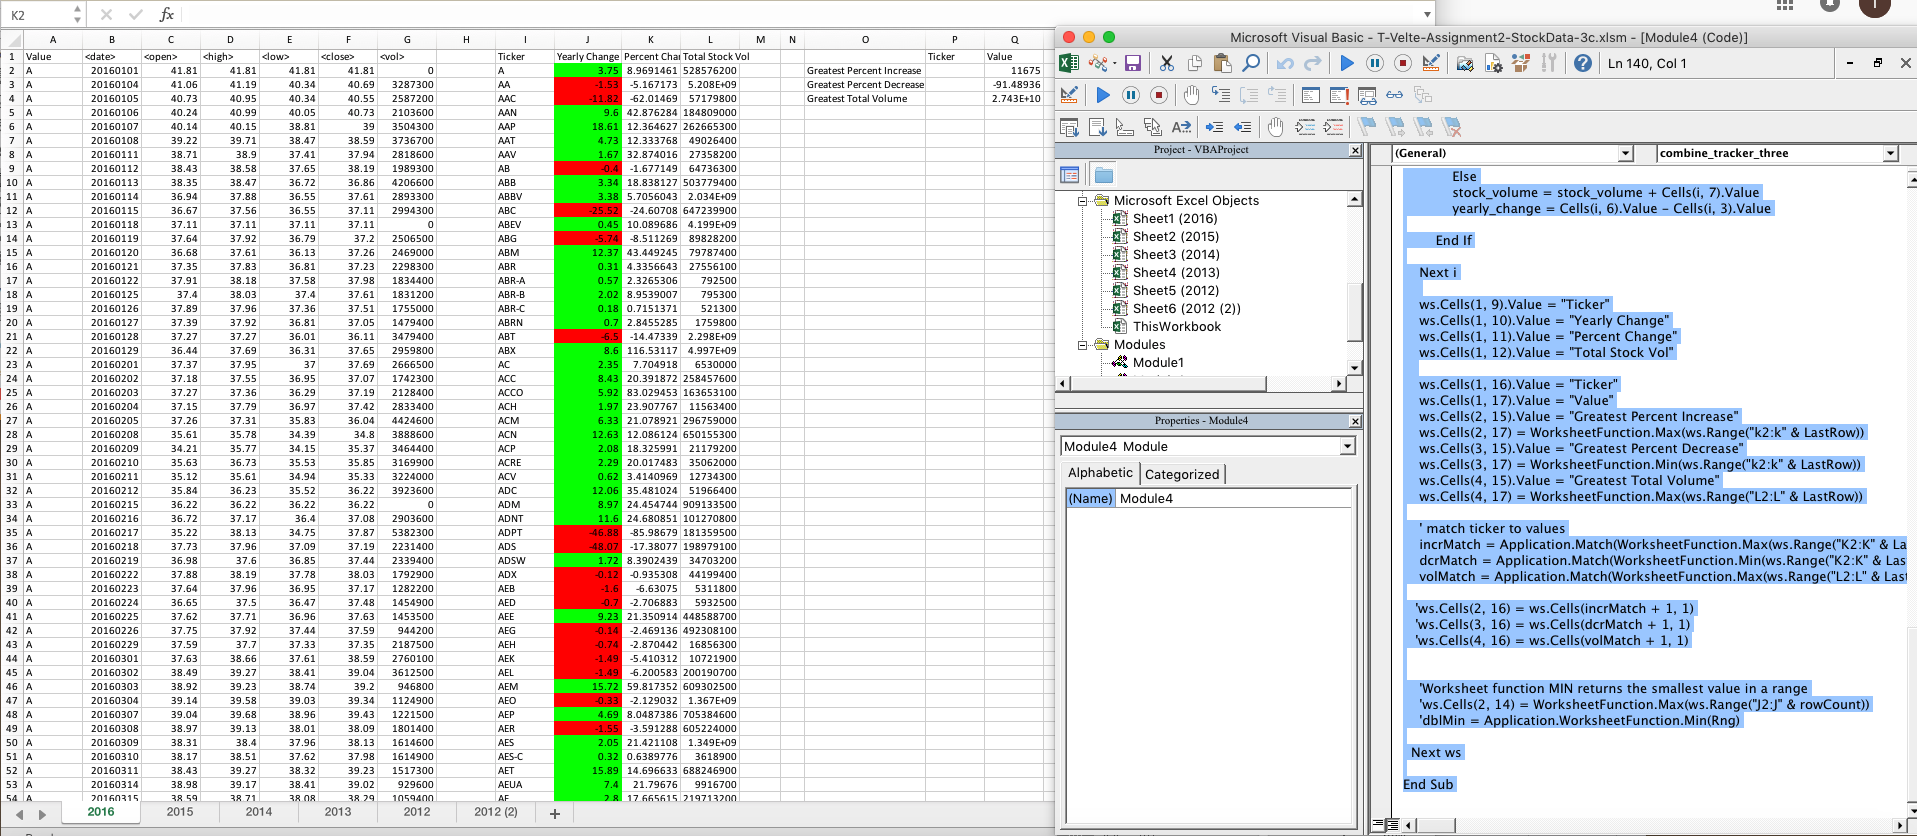 K2 fx
A B C D E F G H I J K L M N O P Q
1 Value <date> <open> <high> <low> <close> <vol> Ticker Yearly Change Percent Char Total Stock Vol Ticker Value
2 A 20160101 41.81 41.81 41.81 41.81 0 A 3.75 8.9691461 528576200 Greatest Percent Increase 11675
3 A 20160104 41.06 41.19 40.34 40.69 3287300 AA -1.53 -5.167173 5.208E+09 Greatest Percent Decrease -91.48936
4 A 20160105 40.73 40.95 40.34 40.55 2587200 AAC -11.82 -62.01469 57179800 Greatest Total Volume 2.743E+10
5 A 20160106 40.24 40.99 40.05 40.73 2103600 AAN 9.6 42.876284 184809000
6 A 20160107 40.14 40.15 38.81 39 3504300 AAP 18.61 12.364627 262665300
7 A 20160108 39.22 39.71 38.47 38.59 3736700 AAT 4.73 12.333768 49026400
8 A 20160111 38.71 38.9 37.41 37.94 2818600 AAV 1.67 32.874016 27358200
9 A 20160112 38.43 38.58 37.65 38.19 1989300 AB -0.4 -1.677149 64736300
10 A 20160113 38.35 38.47 36.72 36.86 4206600 ABB 3.34 18.838127 503779400
11 A 20160114 36.94 37.88 36.55 37.61 2893300 ABBV 3.38 5.7056043 2.034E+09
12 A 20160115 36.67 36.56 36.55 37.11 2994300 ABC -25.52 -24.60708 647239900
13 A 20160118 37.11 37.11 37.11 37.11 0 ABEV 0.45 10.089686 4.199E+09
14 A 20160119 37.64 37.92 36.79 37.2 2506500 ABG -5.74 -8.511269 89828200
15 A 20160120 36.68 37.61 36.13 37.26 2469000 ABM 12.37 43.449245 79787400
16 A 20160121 37.35 37.83 36.81 37.23 2298300 ABR 0.31 4.3356643 27556100
17 A 20160122 37.91 38.18 37.58 37.98 1834400 ABR-A 0.57 2.3265306 792500
18 A 20160125 37.4 38.03 37.4 37.61 1831200 ABR-B 2.02 8.9539007 795300
19 A 20160126 37.89 37.96 37.36 37.51 1755000 ABR-C 0.18 0.7151371 521300
20 A 20160127 37.39 37.92 36.81 37.05 1479400 ABRN 0.7 2.8455285 1759800
21 A 20160128 37.27 37.27 36.01 36.11 3479400 ABT -6.5 -14.47339 2.298E+09
22 A 20160129 36.44 37.69 36.31 37.65 2959800 ABX 8.6 116.53117 4.997E+09
23 A 20160201 37.37 37.95 37 37.69 2666500 AC 2.35 7.704918 6530000
24 A 20160202 37.18 37.55 36.95 37.07 1742300 ACC 8.43 20.391872 258457600
25 A 20160203 37.27 37.36 36.29 37.19 2128400 ACCO 5.92 83.029453 163653100
26 A 20160204 37.15 37.79 36.97 37.42 2833400 ACH 1.97 23.907767 11563400
27 A 20160205 37.26 37.31 35.83 36.04 4424600 ACM 6.33 21.078921 296759000
28 A 20160208 35.61 35.78 34.39 34.8 3888600 ACN 12.63 12.086124 650155300
29 A 20160209 34.21 35.77 34.15 35.37 3464400 ACP 2.08 18.325991 21179200
30 A 20160210 35.63 36.73 35.53 35.85 3169900 ACRE 2.29 20.017483 35062000
31 A 20160211 35.12 35.61 34.94 35.33 3224000 ACV 0.62 3.4140969 12734300
32 A 20160212 35.84 36.23 35.52 36.22 3923600 ADC 12.06 35.481024 51966400
33 A 20160215 36.22 36.22 36.22 36.22 0 ADM 8.97 24.454744 909133500
34 A 20160216 36.72 37.17 36.4 37.08 2903600 ADNT 11.6 24.680851 101270800
35 A 20160217 35.22 38.13 34.75 37.87 5382300 ADPT -46.88 -85.98679 181359500
36 A 20160218 37.73 37.96 37.09 37.19 2231400 ADS -48.07 -17.38077 198979100
37 A 20160219 36.98 37.6 36.85 37.44 2339400 ADSW 1.72 8.3902439 34703200
38 A 20160222 37.88 38.19 37.78 38.03 1792900 ADX -0.12 -0.935308 44199400
39 A 20160223 37.64 37.96 36.95 37.17 1282200 AEB -1.6 -6.63075 5311800
40 A 20160224 36.65 37.5 36.47 37.48 1454900 AED -0.7 -2.706883 5932500
41 A 20160225 37.62 37.71 36.96 37.63 1453500 AEE 9.23 21.350914 448588700
42 A 20160226 37.75 37.92 37.44 37.59 944200 AEG -0.14 -2.469136 492308100
43 A 20160229 37.59 37.7 37.33 37.35 2187500 AEH -0.74 -2.870442 16856300
44 A 20160301 37.63 38.66 37.61 38.59 2760100 AEK -1.49 -5.410312 10721900
45 A 20160302 38.49 39.27 38.41 39.04 3612500 AEL -1.49 -6.200583 200190700
46 A 20160303 38.92 39.23 38.74 39.2 946800 AEM 15.72 59.817352 609302500
47 A 20160304 39.14 39.58 39.03 39.34 1124900 AEO -0.33 -2.129032 1.367E+09
48 A 20160307 39.04 39.68 38.96 39.43 1221500 AEP 4.69 8.0487386 705384600
49 A 20160308 38.97 39.13 38.01 38.09 1801400 AER -1.55 -3.591288 605224000
50 A 20160309 38.31 38.4 37.96 38.13 1614600 AES 2.05 21.421108 1.349E+09
51 A 20160310 38.17 38.51 37.62 37.98 1614900 AES-C 0.32 0.6389776 3618900
52 A 20160311 38.43 39.27 38.32 39.23 1517300 AET 15.89 14.696633 688246900
53 A 20160314 38.98 39.17 38.41 39.02 929600 AEUA 7.4 21.79676 9916700
54 A 20160315 38.59 38.71 38.08 38.29 1059400 AF 2.8 17.665615 219713200
2016 2015 2014 2013 2012 2012 (2) +
T
Microsoft Visual Basic - T-Velte-Assignment2-StockData-3c.xlsm - [Module4 (Code)]
Ln 140, Col 1
Project - VBAProject
Microsoft Excel Objects
Sheet1 (2016)
Sheet2 (2015)
Sheet3 (2014)
Sheet4 (2013)
Sheet5 (2012)
Sheet6 (2012 (2))
ThisWorkbook
Modules
Module1
Properties - Module4
Module4 Module
Alphabetic Categorized
(Name) Module4
(General) combine_tracker_three
Else
stock_volume = stock_volume + Cells(i, 7).Value
yearly_change = Cells(i, 6).Value - Cells(i, 3).Value
End If
Next i
ws.Cells(1, 9).Value = "Ticker"
ws.Cells(1, 10).Value = "Yearly Change"
ws.Cells(1, 11).Value = "Percent Change"
ws.Cells(1, 12).Value = "Total Stock Vol"
ws.Cells(1, 16).Value = "Ticker"
ws.Cells(1, 17).Value = "Value"
ws.Cells(2, 15).Value = "Greatest Percent Increase"
ws.Cells(2, 17) = WorksheetFunction.Max(ws.Range("k2:k" & LastRow))
ws.Cells(3, 15).Value = "Greatest Percent Decrease"
ws.Cells(3, 17) = WorksheetFunction.Min(ws.Range("k2:k" & LastRow))
ws.Cells(4, 15).Value = "Greatest Total Volume"
ws.Cells(4, 17) = WorksheetFunction.Max(ws.Range("L2:L" & LastRow))
' match ticker to values
incrMatch = Application.Match(WorksheetFunction.Max(ws.Range("K2:K" & La
dcrMatch = Application.Match(WorksheetFunction.Min(ws.Range("K2:K" & Las
volMatch = Application.Match(WorksheetFunction.Max(ws.Range("L2:L" & Last
'ws.Cells(2, 16) = ws.Cells(incrMatch + 1, 1)
'ws.Cells(3, 16) = ws.Cells(dcrMatch + 1, 1)
'ws.Cells(4, 16) = ws.Cells(volMatch + 1, 1)
'Worksheet function MIN returns the smallest value in a range
'ws.Cells(2, 14) = WorksheetFunction.Max(ws.Range("J2:J" & rowCount))
'dblMin = Application.WorksheetFunction.Min(Rng)
Next ws
End Sub